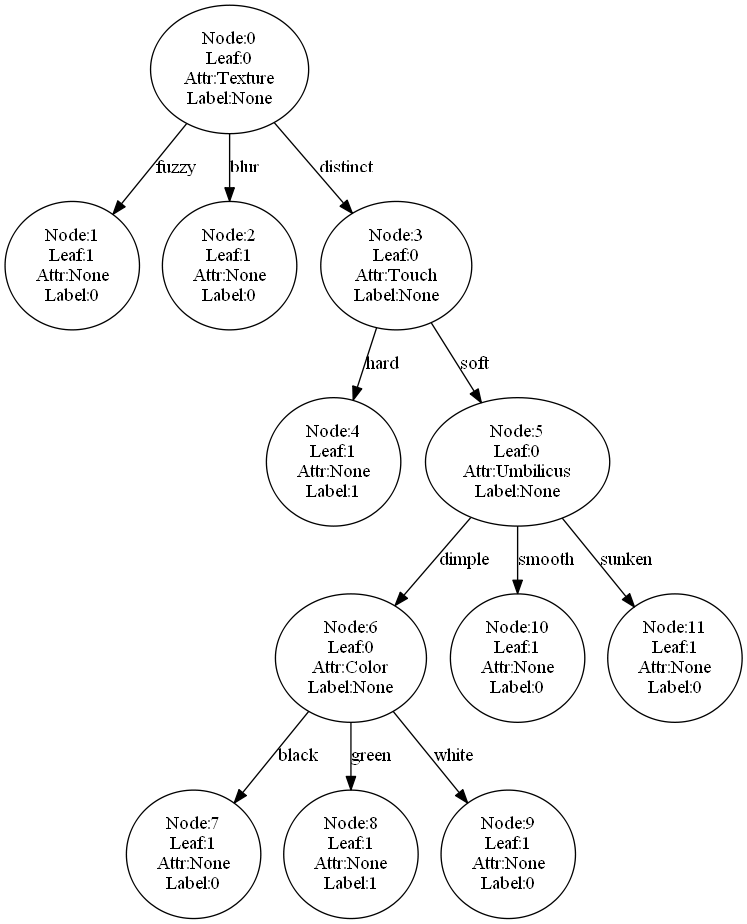 Node:0
Leaf:0
Attr:Texture
Label:None
fuzzy
blur
distinct
Node:1
Leaf:1
Attr:None
Label:0
Node:2
Leaf:1
Attr:None
Label:0
Node:3
Leaf:0
Attr:Touch
Label:None
hard
soft
Node:4
Leaf:1
Attr:None
Label:1
Node:5
Leaf:0
Attr:Umbilicus
Label:None
dimple
smooth
sunken
Node:6
Leaf:0
Attr:Color
Label:None
Node:10
Leaf:1
Attr:None
Label:0
Node:11
Leaf:1
Attr:None
Label:0
black
green
white
Node:7
Leaf:1
Attr:None
Label:0
Node:8
Leaf:1
Attr:None
Label:1
Node:9
Leaf:1
Attr:None
Label:0